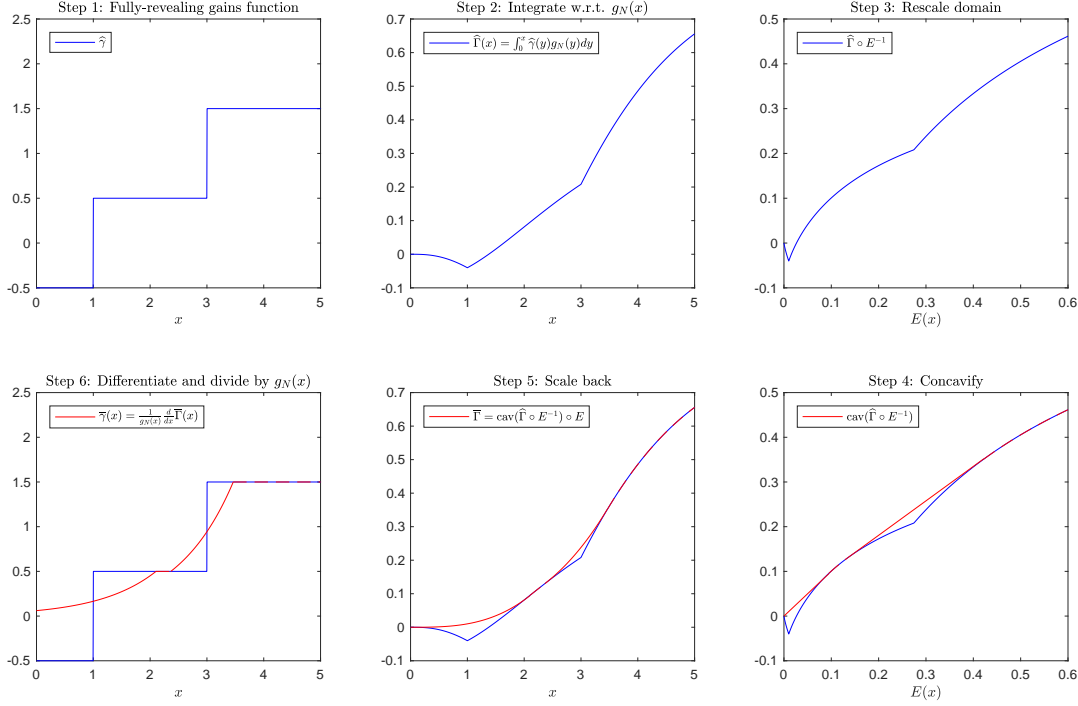 Step 1: Fully-revealing gains function
2.5
2
1.5
1
0.5
0
-0.5
0 1 2 3 4 5
x
γ̂
Step 2: Integrate w.r.t. g_N(x)
0.7
0.6
0.5
0.4
0.3
0.2
0.1
0
-0.1
0 1 2 3 4 5
x
Γ̂(x) = ∫_0^x γ̂(y)g_N(y)dy
Step 3: Rescale domain
0.5
0.4
0.3
0.2
0.1
0
-0.1
0 0.1 0.2 0.3 0.4 0.5 0.6
E(x)
Γ̂ ∘ E^{-1}
Step 6: Differentiate and divide by g_N(x)
2.5
2
1.5
1
0.5
0
-0.5
0 1 2 3 4 5
x
γ̅(x) = \frac{1}{g_N(x)} \frac{d}{dx} Γ̅(x)
Step 5: Scale back
0.7
0.6
0.5
0.4
0.3
0.2
0.1
0
-0.1
0 1 2 3 4 5
x
Γ̅ = cav(Γ̂ ∘ E^{-1}) ∘ E
Step 4: Concavify
0.5
0.4
0.3
0.2
0.1
0
-0.1
0 0.1 0.2 0.3 0.4 0.5 0.6
E(x)
cav(Γ̂ ∘ E^{-1})